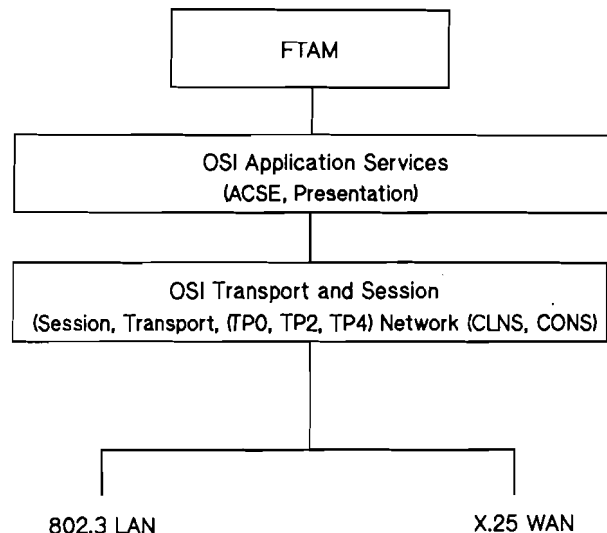 FTAM
OSI Application Services
(ACSE, Presentation)
OSI Transport and Session
(Session, Transport, (TP0, TP2, TP4) Network (CLNS, CONS)
802.3 LAN
X.25 WAN